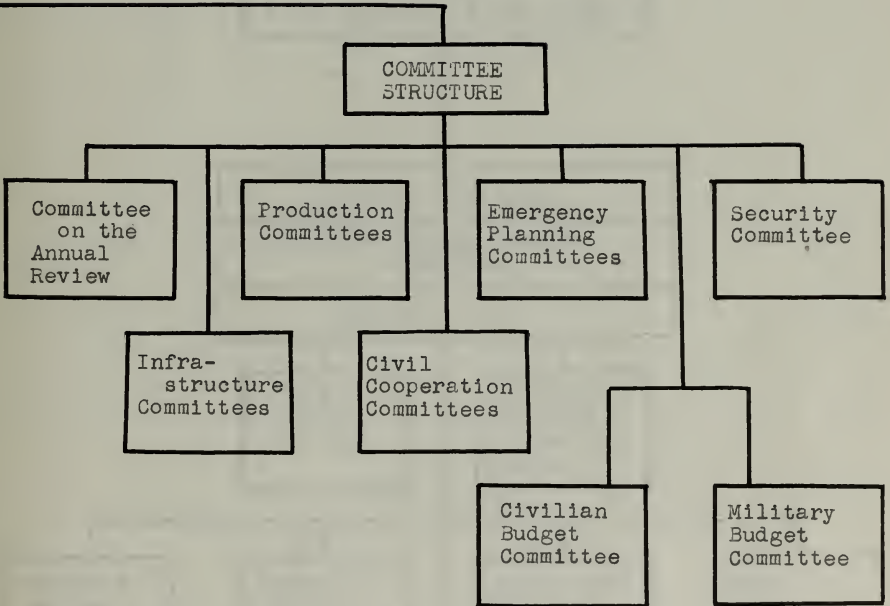 COMMITTEE
STRUCTURE
Committee
on the
Annual
Review
Production
Committees
Emergency
Planning
Committees
Security
Committee
Infra-
structure
Committees
Civil
Cooperation
Committees
Civilian
Budget
Committee
Military
Budget
Committee